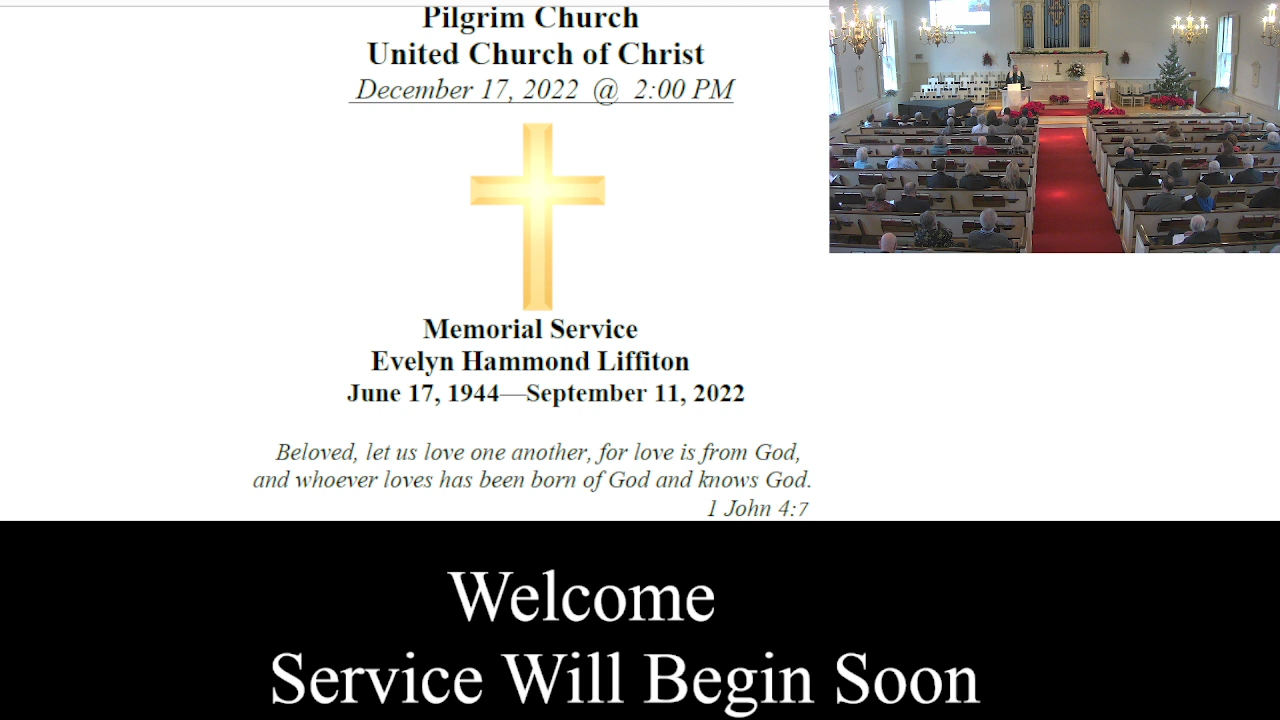 Pilgrim Church
United Church of Christ
December 17, 2022 @ 2:00 PM
Memorial Service
Evelyn Hammond Liffiton
June 17, 1944—September 11, 2022
Beloved, let us love one another, for love is from God,
and whoever loves has been born of God and knows God.
1 John 4:7
Welcome
Service Will Begin Soon